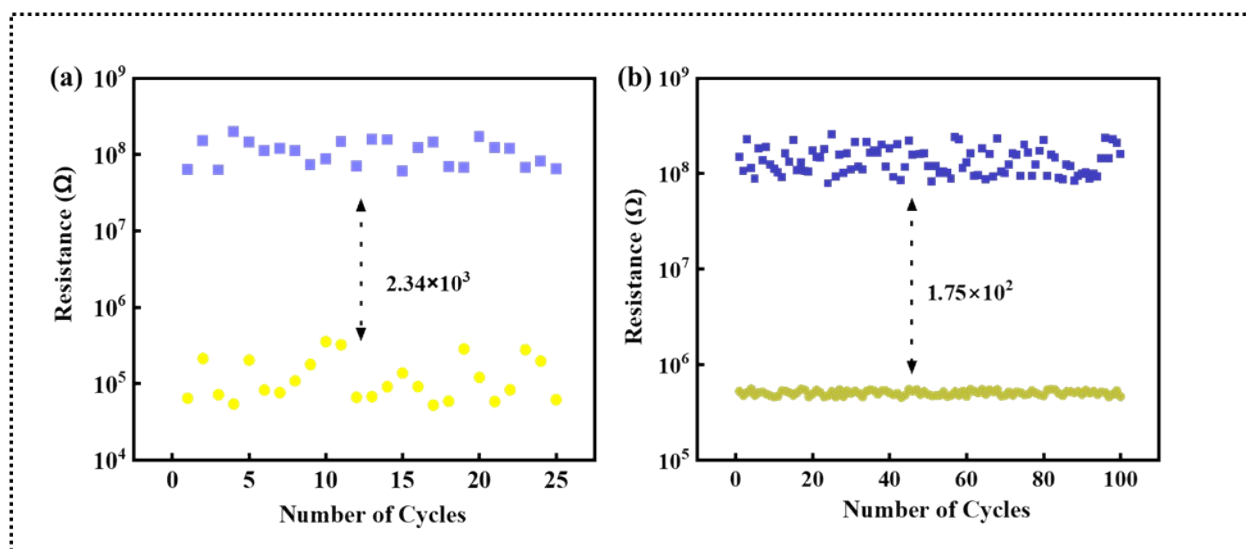 (a)
Resistance (Ω)
10⁹
10⁸
10⁷
10⁶
10⁵
10⁴
2.34×10³
0 5 10 15 20 25
Number of Cycles
(b)
Resistance (Ω)
10⁹
10⁸
10⁷
10⁶
10⁵
1.75×10²
0 20 40 60 80 100
Number of Cycles